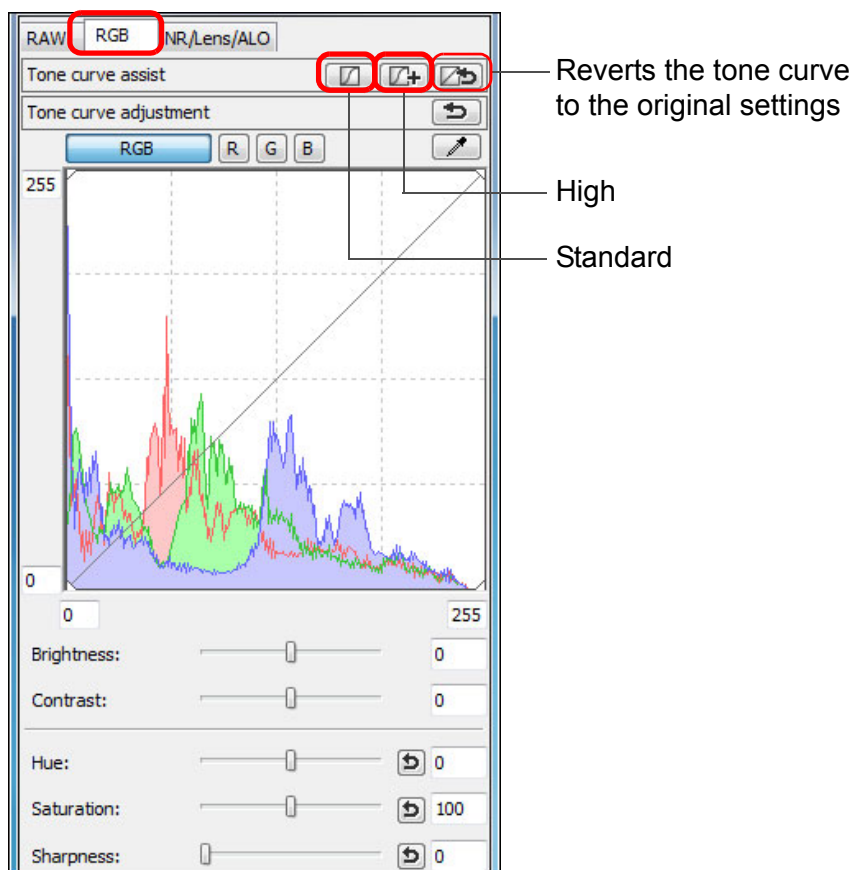 RAW RGB NR/Lens/ALO
Tone curve assist
Reverts the tone curve
to the original settings
Tone curve adjustment
RGB R G B
High
255
Standard
0
0 255
Brightness: 0
Contrast: 0
Hue: 0
Saturation: 100
Sharpness: 0